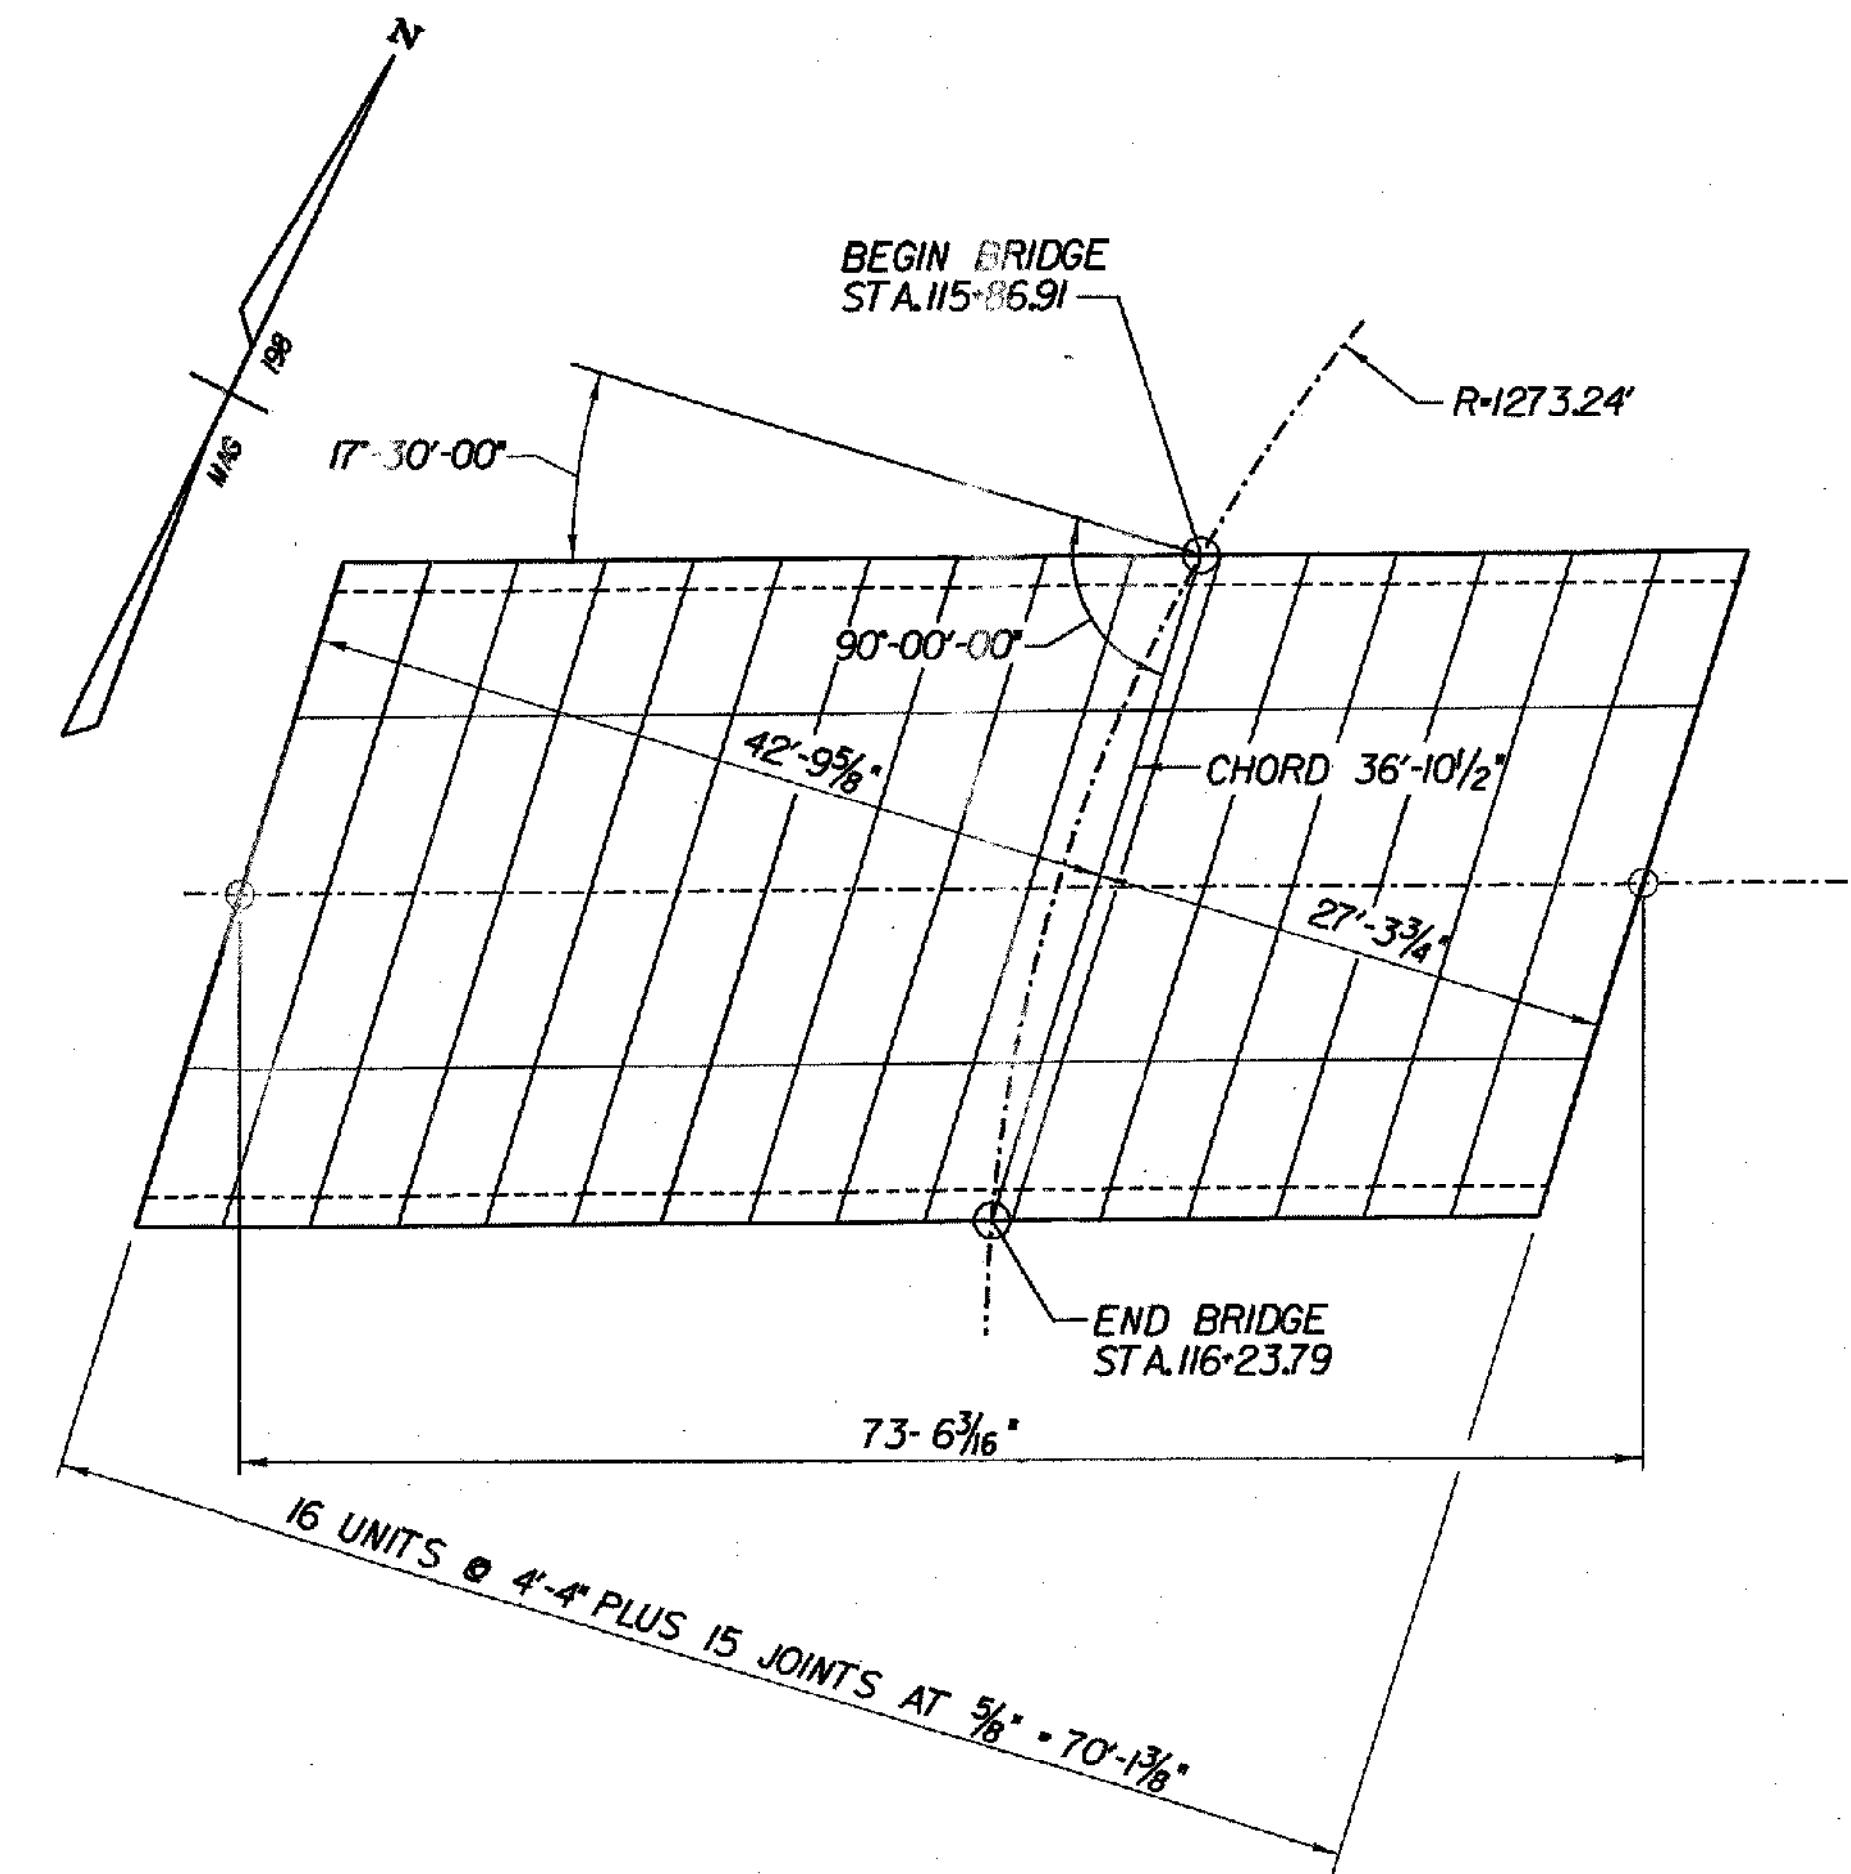 N
BEGIN BRIDGE
STA.115+86.91
198
R=1273.24'
17°-30'-00"
MAG
90°-00'-00"
42'-9⅝"
CHORD 36'-10½"
27'-3¾"
END BRIDGE
STA.116+23.79
73-6 3/16"
16 UNITS @ 4'-4" PLUS 15 JOINTS AT ⅝" = 70'-1⅜"